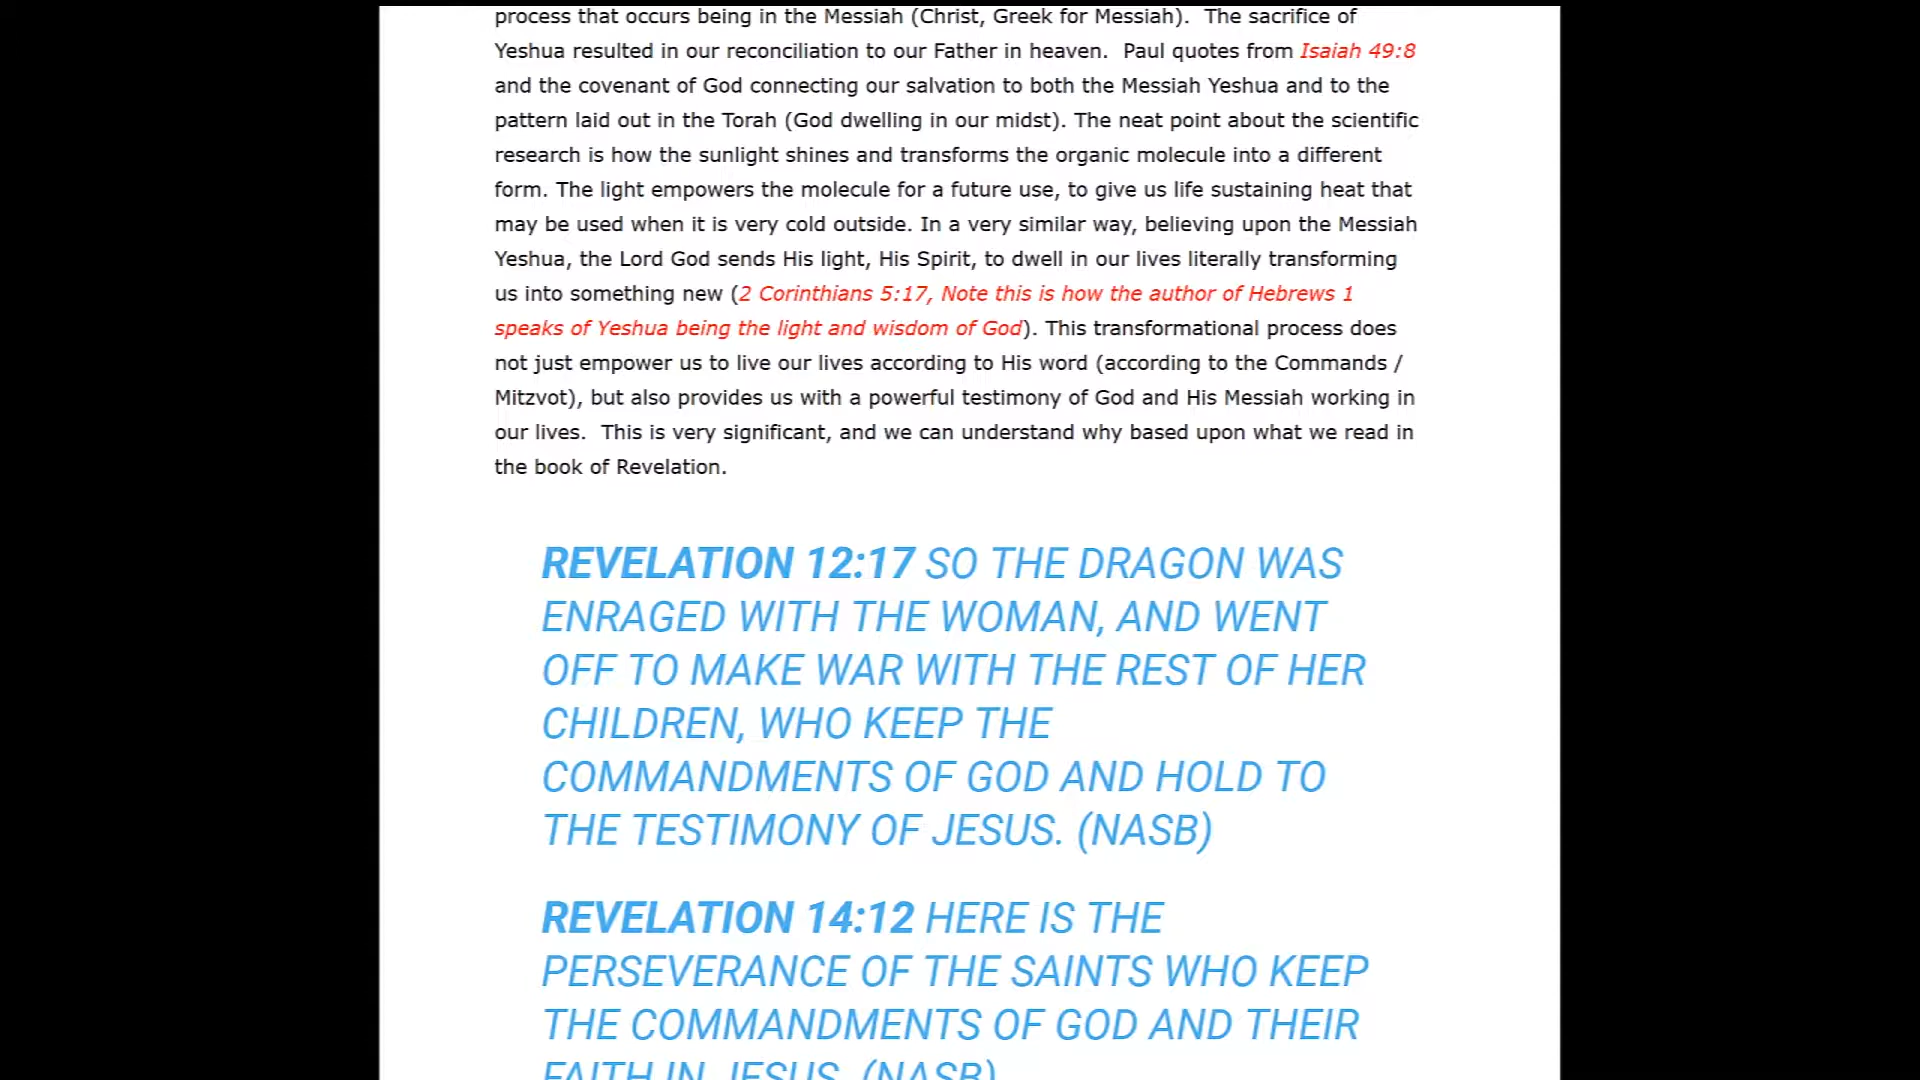 process that occurs being in the Messiah (Christ, Greek for Messiah).  The sacrifice of
Yeshua resulted in our reconciliation to our Father in heaven.  Paul quotes from Isaiah 49:8
and the covenant of God connecting our salvation to both the Messiah Yeshua and to the
pattern laid out in the Torah (God dwelling in our midst). The neat point about the scientific
research is how the sunlight shines and transforms the organic molecule into a different
form. The light empowers the molecule for a future use, to give us life sustaining heat that
may be used when it is very cold outside. In a very similar way, believing upon the Messiah
Yeshua, the Lord God sends His light, His Spirit, to dwell in our lives literally transforming
us into something new (2 Corinthians 5:17, Note this is how the author of Hebrews 1
speaks of Yeshua being the light and wisdom of God). This transformational process does
not just empower us to live our lives according to His word (according to the Commands /
Mitzvot), but also provides us with a powerful testimony of God and His Messiah working in
our lives.  This is very significant, and we can understand why based upon what we read in
the book of Revelation.
REVELATION 12:17 SO THE DRAGON WAS
ENRAGED WITH THE WOMAN, AND WENT
OFF TO MAKE WAR WITH THE REST OF HER
CHILDREN, WHO KEEP THE
COMMANDMENTS OF GOD AND HOLD TO
THE TESTIMONY OF JESUS. (NASB)
REVELATION 14:12 HERE IS THE
PERSEVERANCE OF THE SAINTS WHO KEEP
THE COMMANDMENTS OF GOD AND THEIR
FAITH IN JESUS. (NASB)